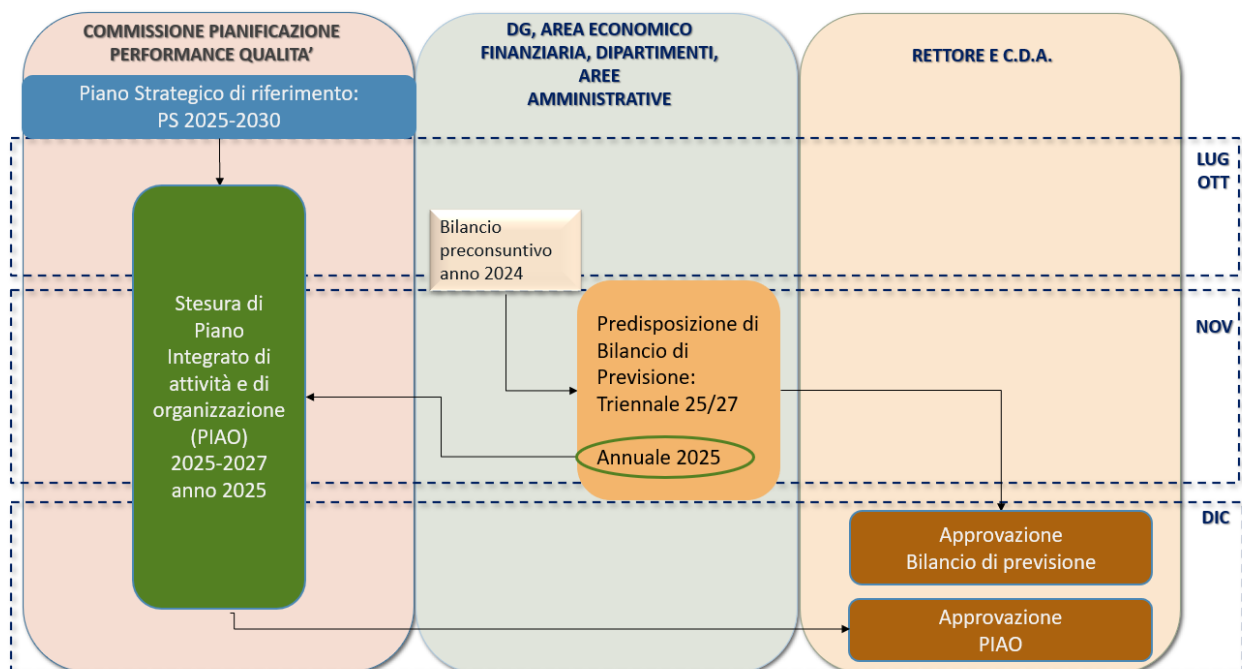 COMMISSIONE PIANIFICAZIONE
PERFORMANCE QUALITA’
Piano Strategico di riferimento:
PS 2025-2030
DG, AREA ECONOMICO
FINANZIARIA, DIPARTIMENTI,
AREE
AMMINISTRATIVE
RETTORE E C.D.A.
LUG
OTT
Bilancio
preconsuntivo
anno 2024
Stesura di
Piano
Integrato di
attività e di
organizzazione
(PIAO)
2025-2027
anno 2025
Predisposizione di
Bilancio di
Previsione:
Triennale 25/27
Annuale 2025
NOV
DIC
Approvazione
Bilancio di previsione
Approvazione
PIAO